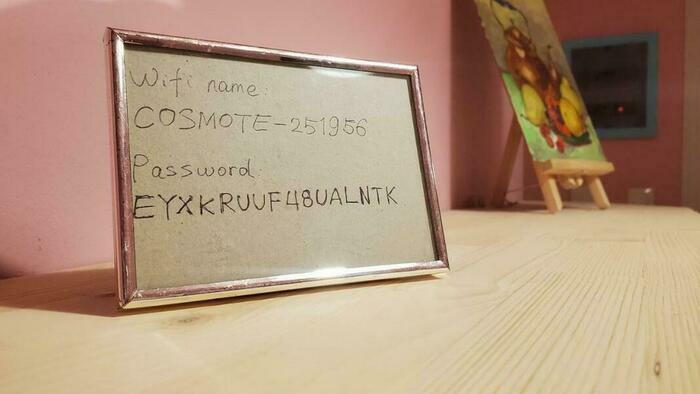 Wifi name:
COSMOTE-251956
Password:
EYXKRUUF48UALNTK